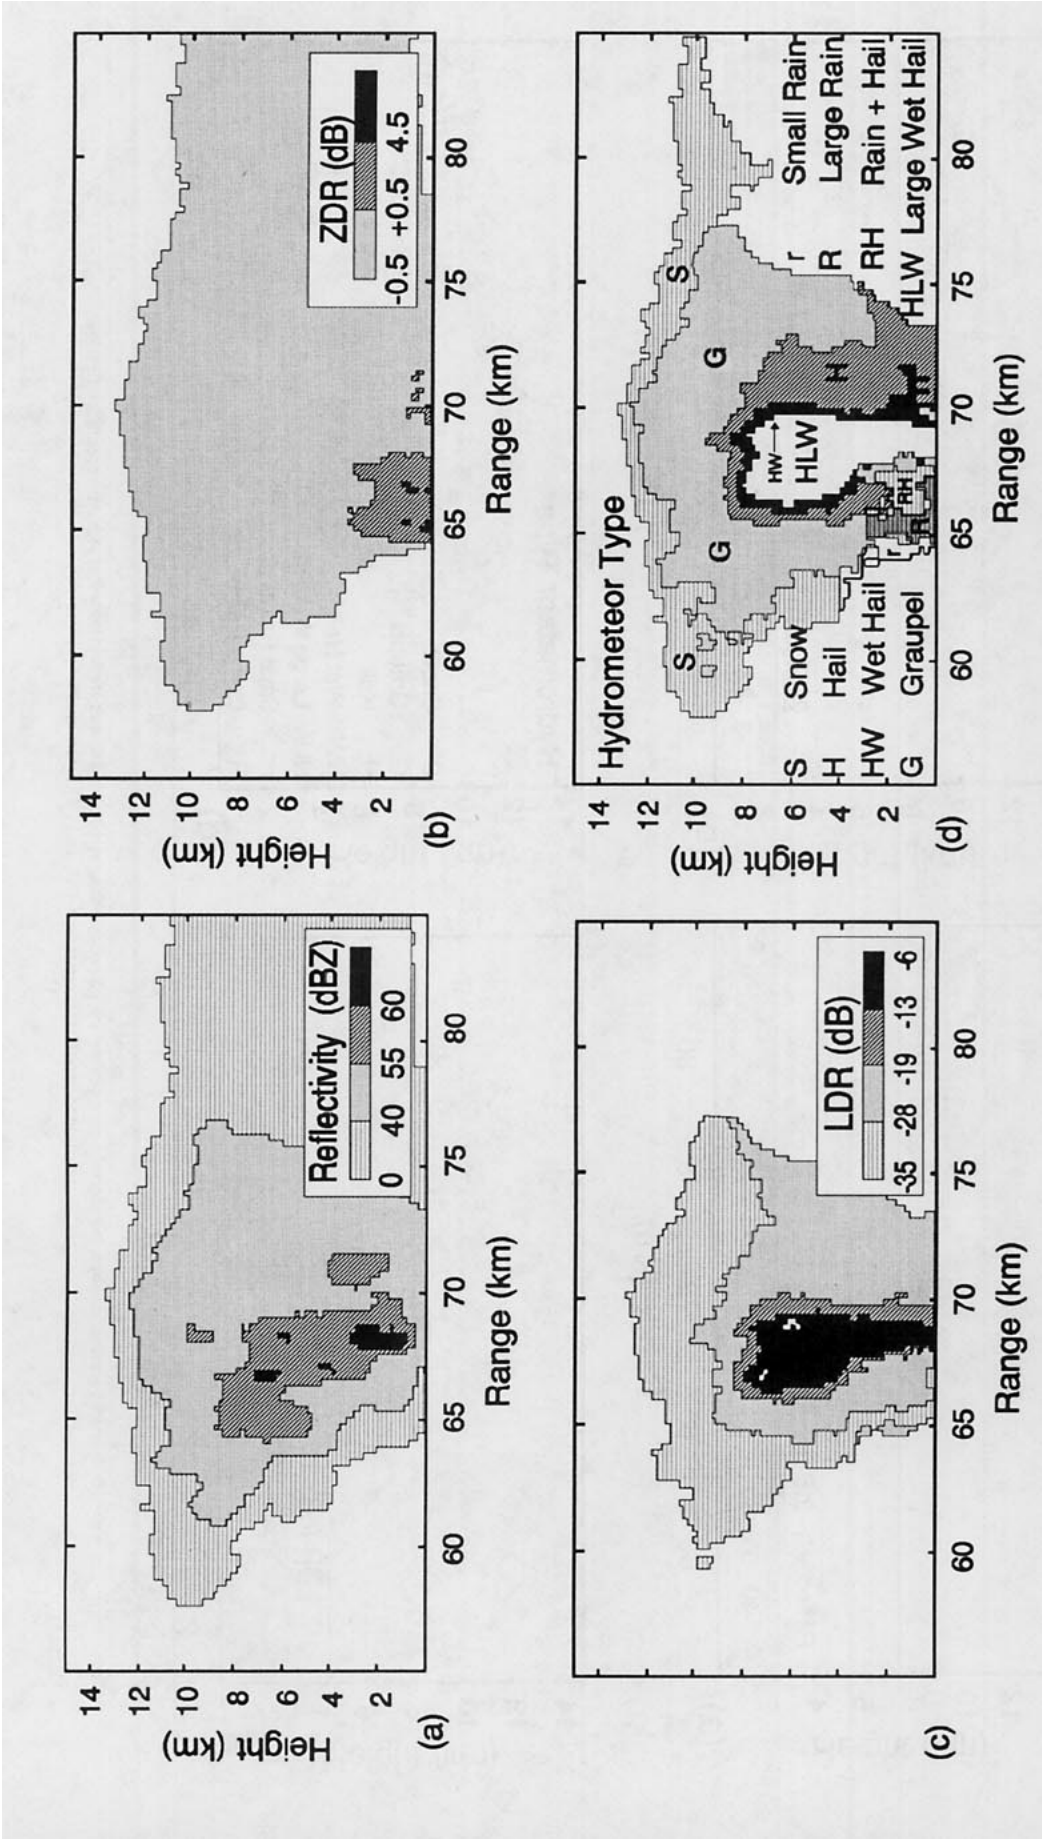 14
12
10
8
6
4
2
Height (km)
(a)
60
65
70
75
80
Range (km)
Reflectivity (dBZ)
0 40 55 60
14
12
10
8
6
4
2
Height (km)
(b)
60
65
70
75
80
Range (km)
ZDR (dB)
-0.5 +0.5 4.5
(c)
60
65
70
75
80
Range (km)
LDR (dB)
-35 -28 -19 -13 -6
14
12
10
8
6
4
2
Height (km)
(d)
60
65
70
75
80
Range (km)
Hydrometeor Type
S
S
G
G
HW
HLW
H
H
RH
R
r
S Snow
H Hail
HW Wet Hail
G Graupel
r Small Rain
R Large Rain
RH Rain + Hail
HLW Large Wet Hail